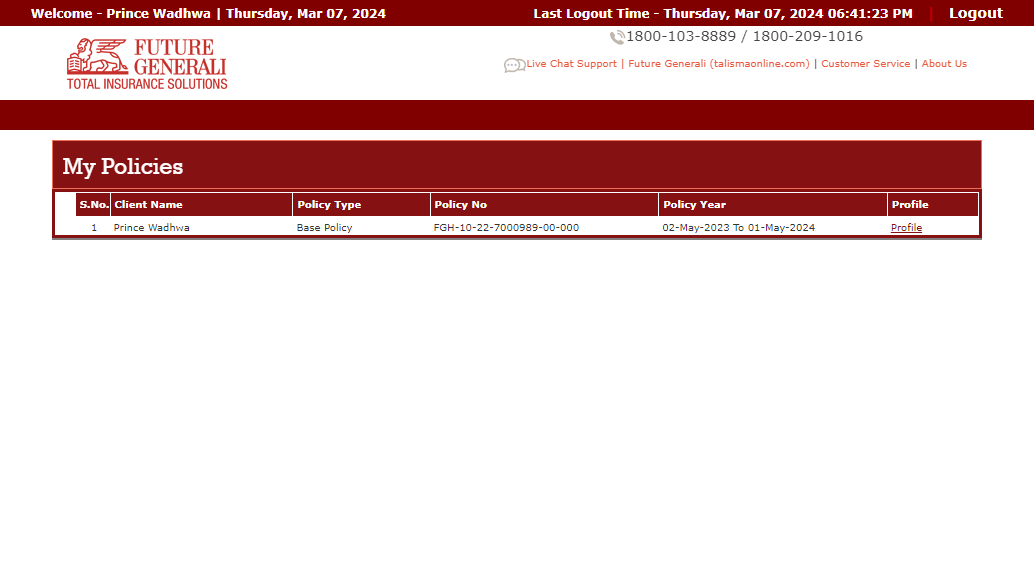 Welcome - Prince Wadhwa | Thursday, Mar 07, 2024
Last Logout Time - Thursday, Mar 07, 2024 06:41:23 PM | Logout
FUTURE
GENERALI
TOTAL INSURANCE SOLUTIONS
1800-103-8889 / 1800-209-1016
Live Chat Support | Future Generali (talismaonline.com) | Customer Service | About Us
My Policies
S.No. Client Name Policy Type Policy No Policy Year Profile
1 Prince Wadhwa Base Policy FGH-10-22-7000989-00-000 02-May-2023 To 01-May-2024 Profile